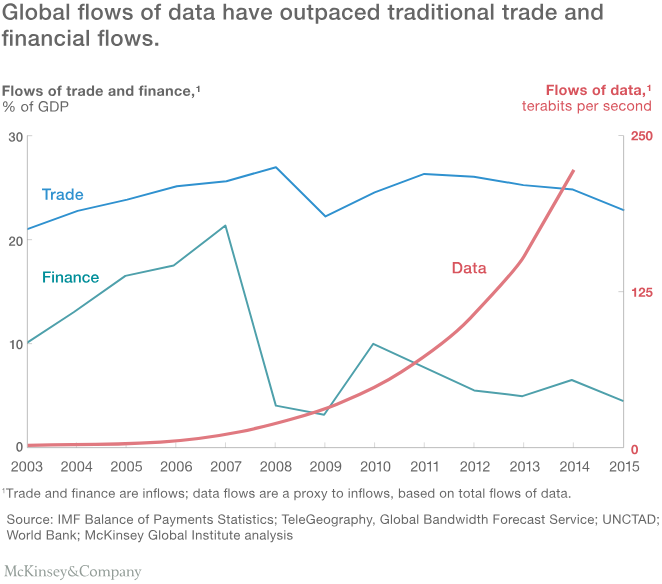 Global flows of data have outpaced traditional trade and
financial flows.
Flows of trade and finance,¹
% of GDP
Flows of data,¹
terabits per second
30
20
10
0
250
125
0
Trade
Finance
Data
2003 2004 2005 2006 2007 2008 2009 2010 2011 2012 2013 2014 2015
¹Trade and finance are inflows; data flows are a proxy to inflows, based on total flows of data.
Source: IMF Balance of Payments Statistics; TeleGeography, Global Bandwidth Forecast Service; UNCTAD;
World Bank; McKinsey Global Institute analysis
McKinsey&Company